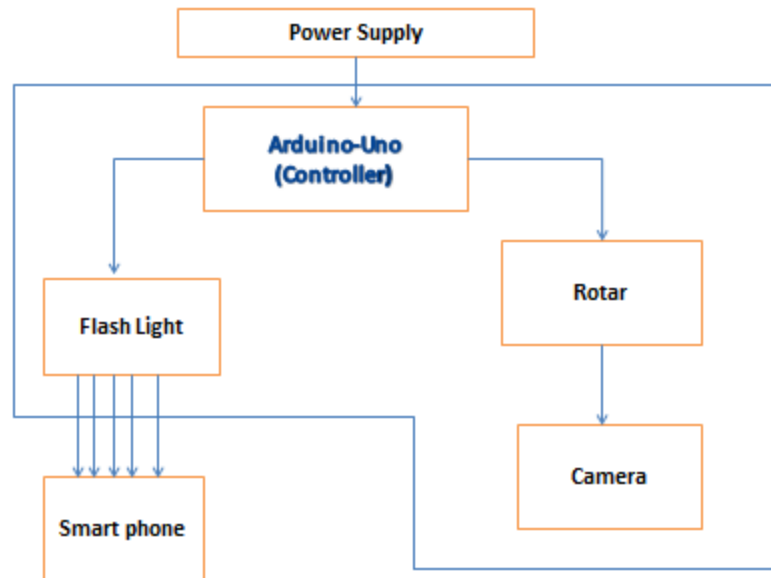 Power Supply
Arduino-Uno
(Controller)
Rotar
Flash Light
Camera
Smart phone